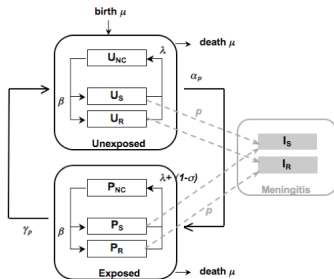 birth μ
death μ
U_NC
λ
α_p
β
U_S
U_R
p
Unexposed
I_S
I_R
Meningitis
P_NC
λ+ (1-σ)
γ_p
β
P_S
p
P_R
Exposed
death μ